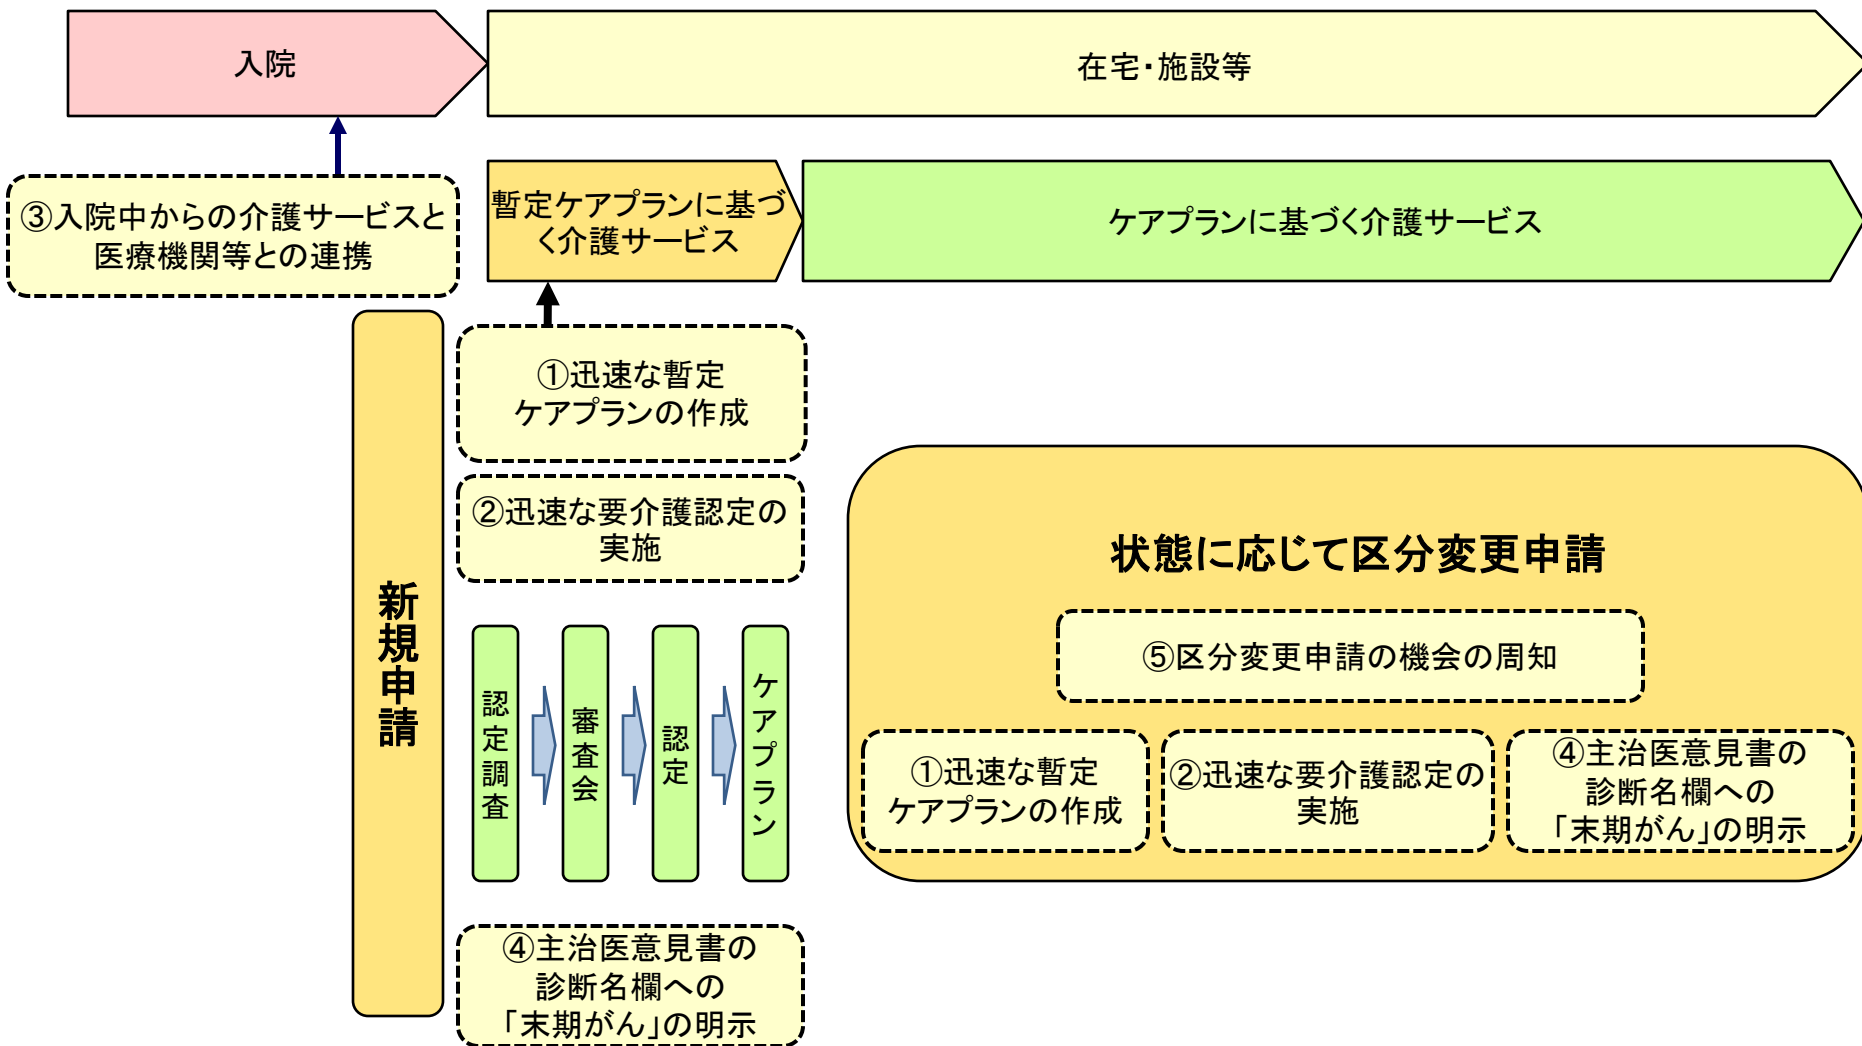 入院
在宅・施設等
③入院中からの介護サービスと
医療機関等との連携
暫定ケアプランに基づ
く介護サービス
ケアプランに基づく介護サービス
新規申請
①迅速な暫定
ケアプランの作成
②迅速な要介護認定の
実施
認定調査
審査会
認定
ケアプラン
④主治医意見書の
診断名欄への
「末期がん」の明示
状態に応じて区分変更申請
⑤区分変更申請の機会の周知
①迅速な暫定
ケアプランの作成
②迅速な要介護認定の
実施
④主治医意見書の
診断名欄への
「末期がん」の明示